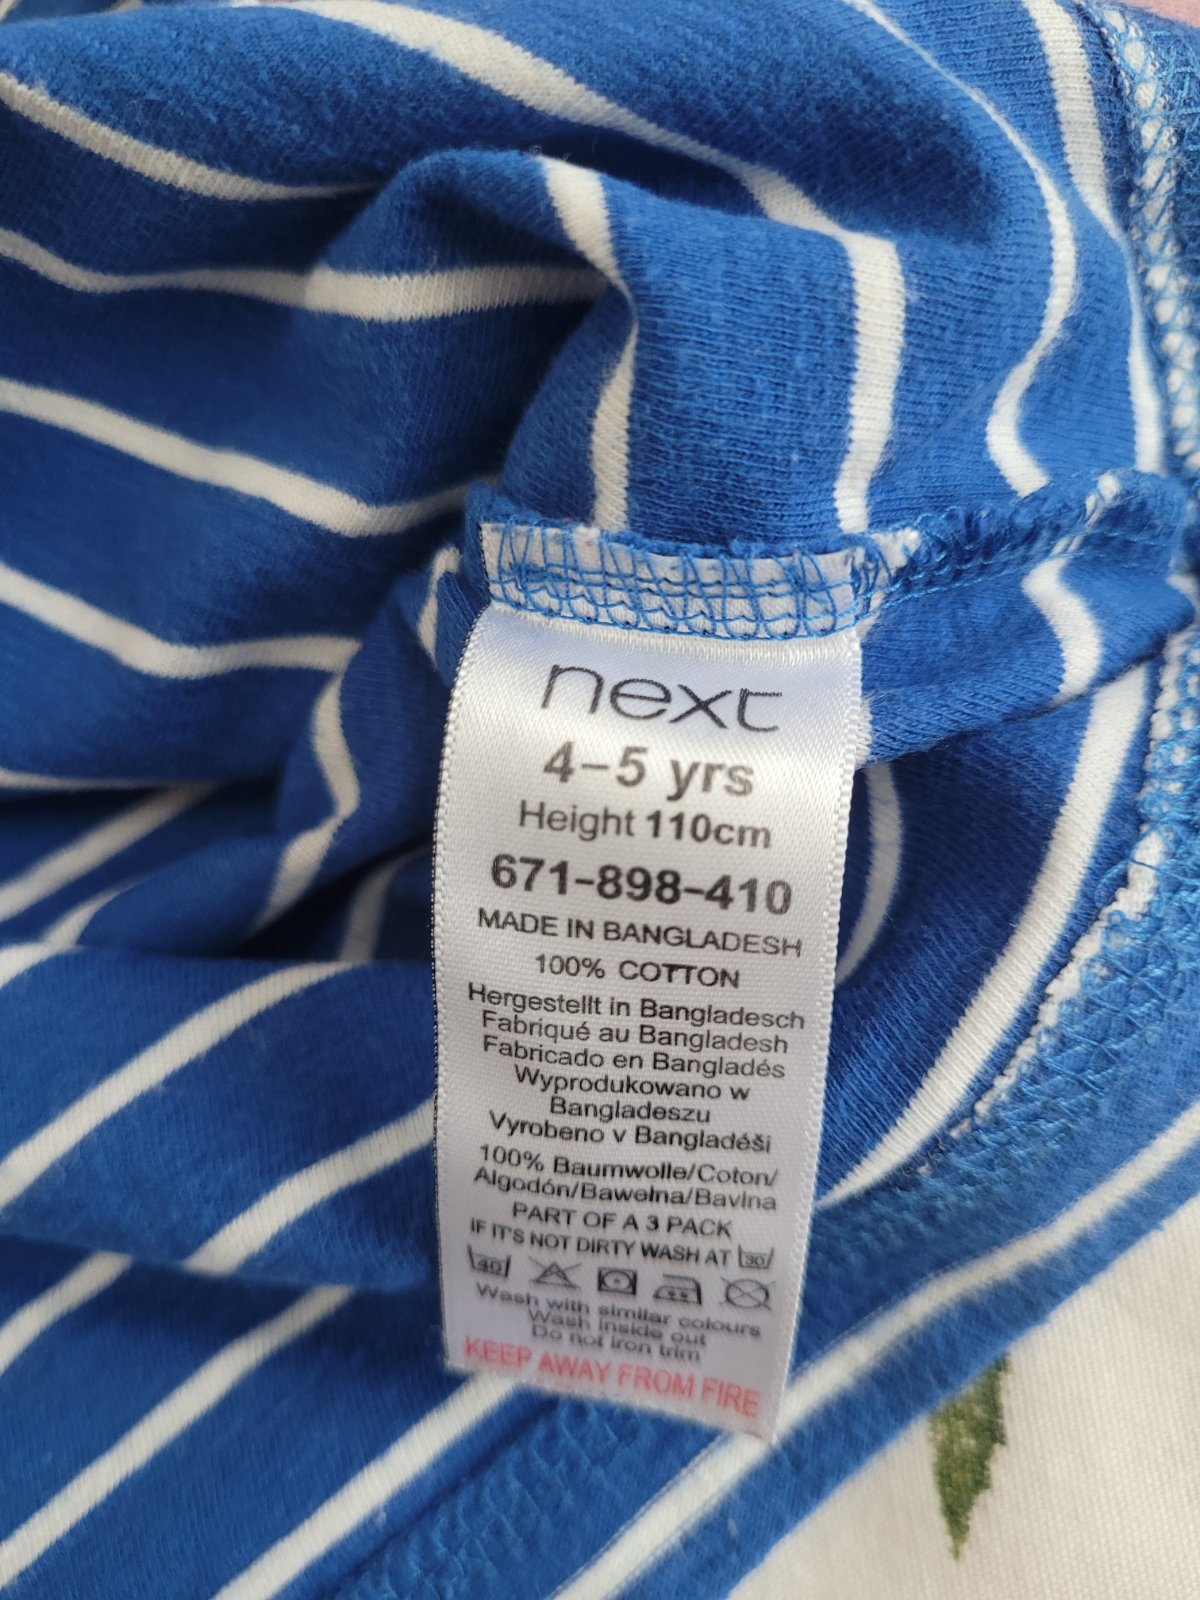 next
4-5 yrs
Height 110cm
671-898-410
MADE IN BANGLADESH
100% COTTON
Hergestellt in Bangladesch
Fabriqué au Bangladesh
Fabricado en Bangladés
Wyprodukowano w
Bangladeszu
Vyrobeno v Bangladéši
100% Baumwolle/Coton/
Algodón/Bawełna/Bavlna
PART OF A 3 PACK
IF IT'S NOT DIRTY WASH AT 30
40
Wash with similar colours
Wash inside out
Do not iron trim
KEEP AWAY FROM FIRE